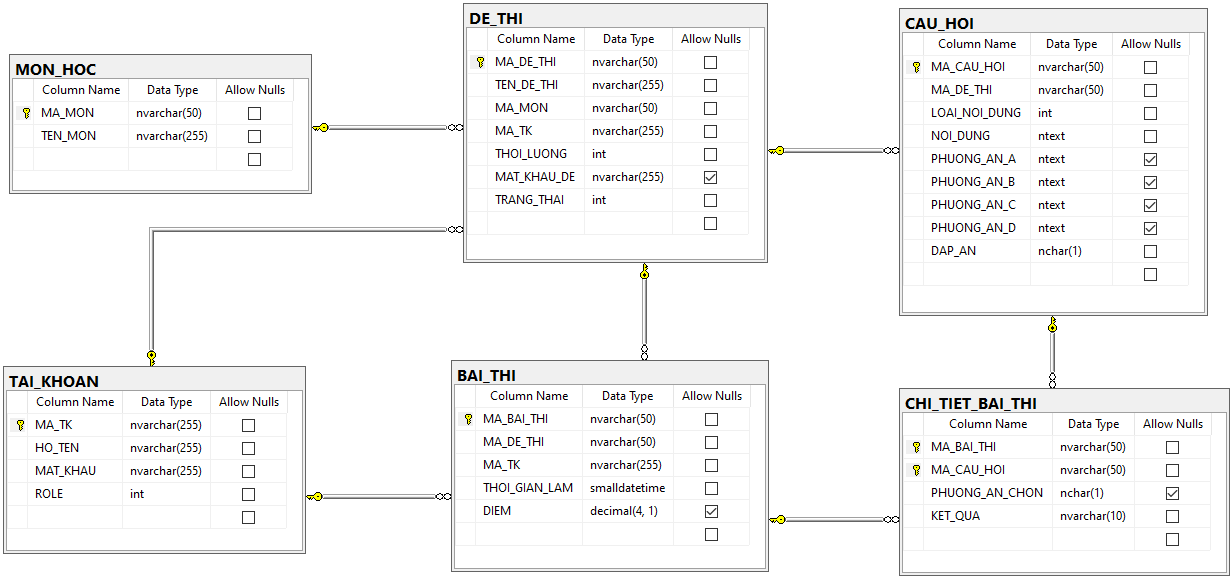 MON_HOC
Column Name Data Type Allow Nulls
MA_MON nvarchar(50)
TEN_MON nvarchar(255)
DE_THI
Column Name Data Type Allow Nulls
MA_DE_THI nvarchar(50)
TEN_DE_THI nvarchar(255)
MA_MON nvarchar(50)
MA_TK nvarchar(255)
THOI_LUONG int
MAT_KHAU_DE nvarchar(255)
TRANG_THAI int
CAU_HOI
Column Name Data Type Allow Nulls
MA_CAU_HOI nvarchar(50)
MA_DE_THI nvarchar(50)
LOAI_NOI_DUNG int
NOI_DUNG ntext
PHUONG_AN_A ntext
PHUONG_AN_B ntext
PHUONG_AN_C ntext
PHUONG_AN_D ntext
DAP_AN nchar(1)
TAI_KHOAN
Column Name Data Type Allow Nulls
MA_TK nvarchar(255)
HO_TEN nvarchar(255)
MAT_KHAU nvarchar(255)
ROLE int
BAI_THI
Column Name Data Type Allow Nulls
MA_BAI_THI nvarchar(50)
MA_DE_THI nvarchar(50)
MA_TK nvarchar(255)
THOI_GIAN_LAM smalldatetime
DIEM decimal(4, 1)
CHI_TIET_BAI_THI
Column Name Data Type Allow Nulls
MA_BAI_THI nvarchar(50)
MA_CAU_HOI nvarchar(50)
PHUONG_AN_CHON nchar(1)
KET_QUA nvarchar(10)